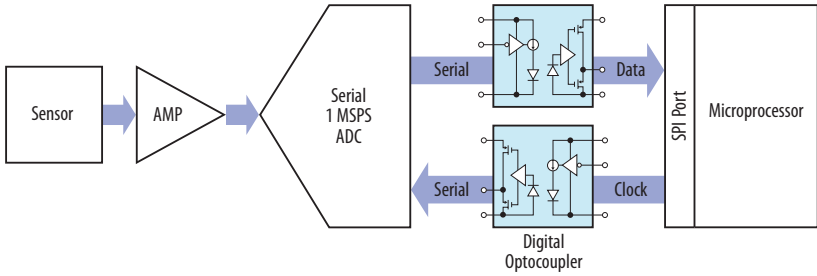 Sensor
AMP
Serial
1 MSPS
ADC
Serial
Data
Serial
Clock
Digital
Optocoupler
SPI Port
Microprocessor